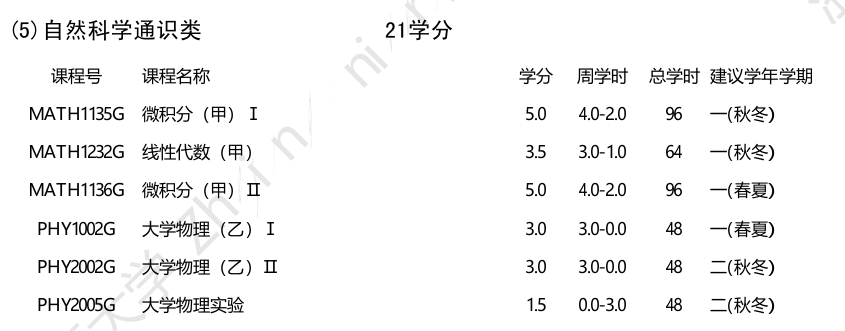 (5)自然科学通识类 21学分
课程号 课程名称 学分 周学时 总学时 建议学年学期
MATH1135G 微积分（甲）Ⅰ 5.0 4.0-2.0 96 一(秋冬)
MATH1232G 线性代数（甲） 3.5 3.0-1.0 64 一(秋冬)
MATH1136G 微积分（甲）Ⅱ 5.0 4.0-2.0 96 一(春夏)
PHY1002G 大学物理（乙）Ⅰ 3.0 3.0-0.0 48 一(春夏)
PHY2002G 大学物理（乙）Ⅱ 3.0 3.0-0.0 48 二(秋冬)
PHY2005G 大学物理实验 1.5 0.0-3.0 48 二(秋冬)